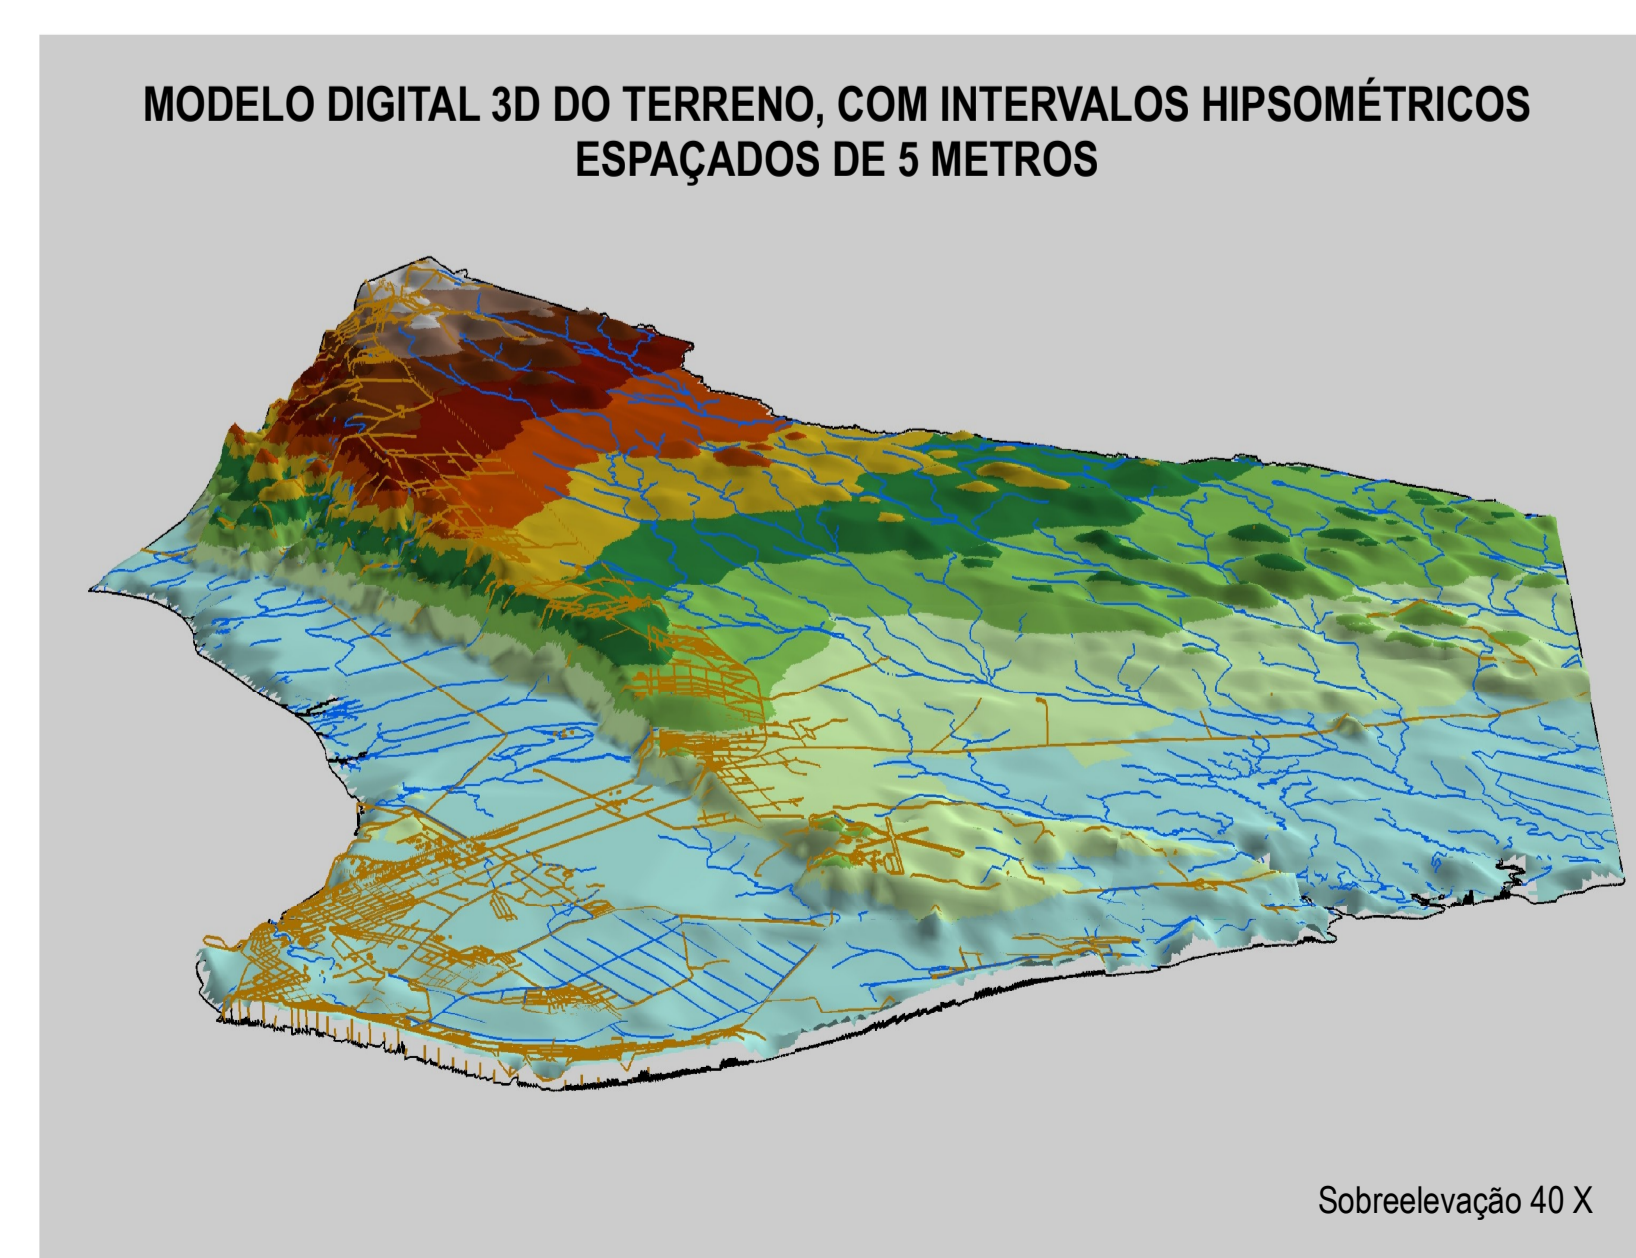 MODELO DIGITAL 3D DO TERRENO, COM INTERVALOS HIPSOMÉTRICOS
ESPAÇADOS DE 5 METROS
Sobreelevação 40 X